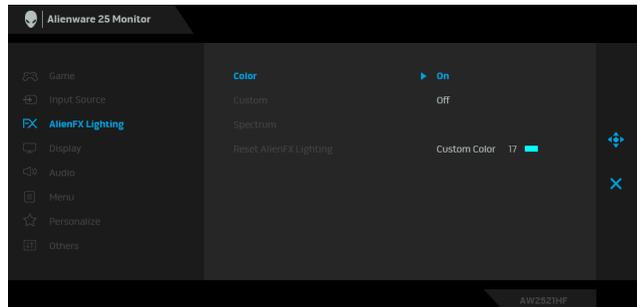 Alienware 25 Monitor
Game
Input Source
FX AlienFX Lighting
Display
Audio
Menu
Personalize
Others
Color On
Custom Off
Spectrum
Reset AlienFX Lighting Custom Color 17
AW2521HF